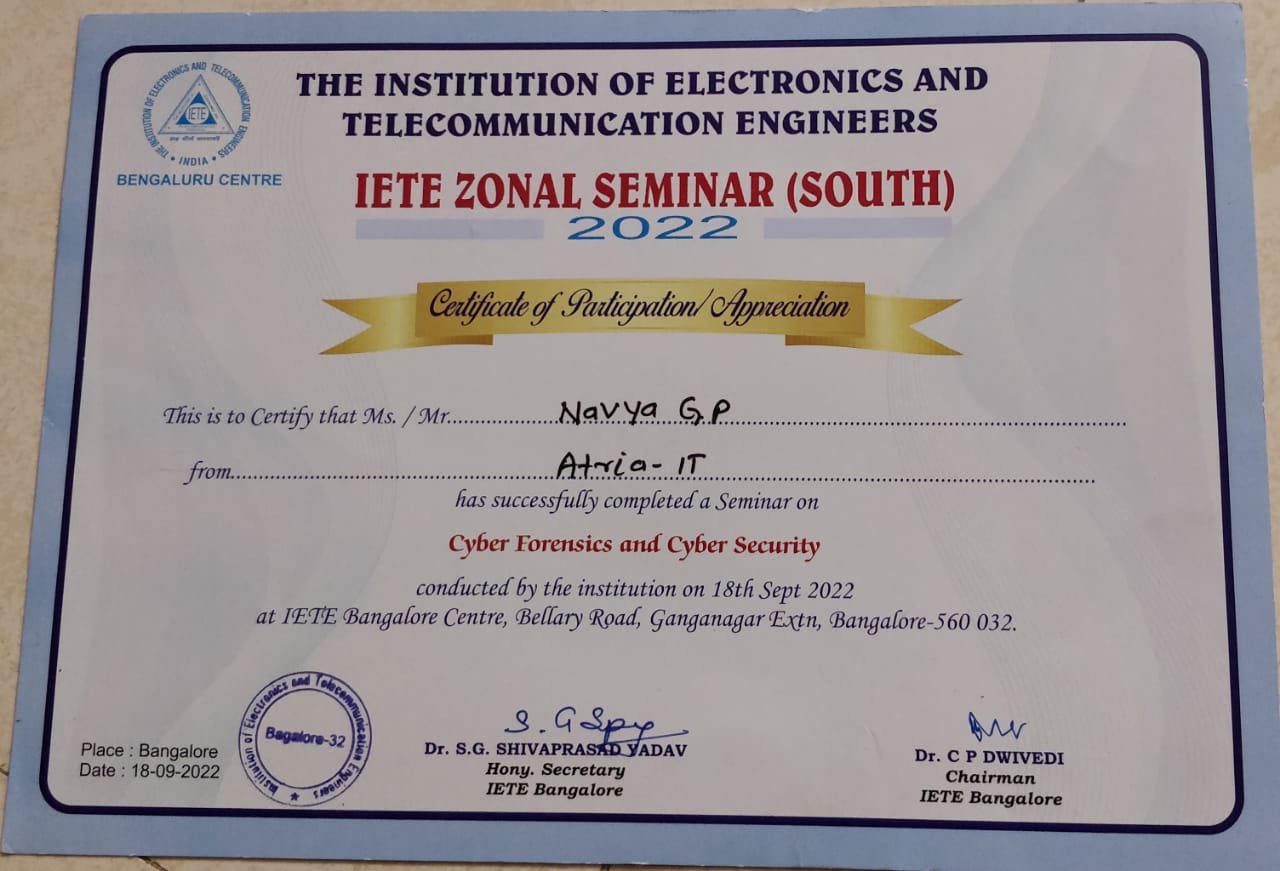 THE INSTITUTION OF ELECTRONICS AND TELECOMMUNICATION ENGINEERS
IETE
INDIA
BENGALURU CENTRE
THE INSTITUTION OF ELECTRONICS AND
TELECOMMUNICATION ENGINEERS
IETE ZONAL SEMINAR (SOUTH)
2022
Certificate of Participation/Appreciation
This is to Certify that Ms. / Mr. Navya G.P
from Atria-IT
has successfully completed a Seminar on
Cyber Forensics and Cyber Security
conducted by the institution on 18th Sept 2022
at IETE Bangalore Centre, Bellary Road, Ganganagar Extn, Bangalore-560 032.
Place : Bangalore
Date : 18-09-2022
Institution of Electronics and Telecommunication Engineers
Bagalore-32
Dr. S.G. SHIVAPRASAD YADAV
Hony. Secretary
IETE Bangalore
Dr. C P DWIVEDI
Chairman
IETE Bangalore